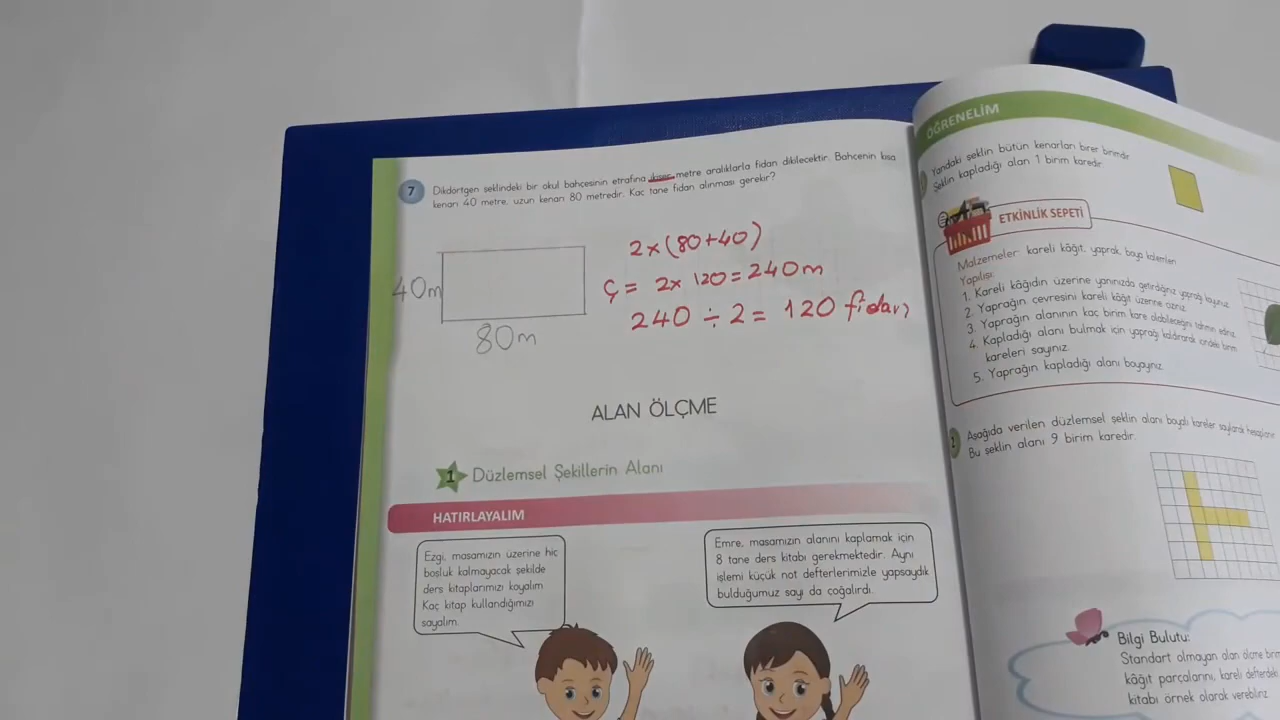 7 Dikdörtgen şeklindeki bir okul bahçesinin etrafına ikişer metre aralıklarla fidan dikilecektir. Bahçenin kısa
kenarı 40 metre, uzun kenarı 80 metredir. Kaç tane fidan alınması gerekir?
40m
80m
2x(80+40)
Ç = 2x 120 = 240m
240 ÷ 2 = 120 fidan
ALAN ÖLÇME
1 Düzlemsel Şekillerin Alanı
HATIRLAYALIM
Ezgi, masamızın üzerine hiç
boşluk kalmayacak şekilde
ders kitaplarımızı koyalım
Kaç kitap kullandığımızı
sayalım.
Emre, masamızın alanını kaplamak için
8 tane ders kitabı gerekmektedir. Aynı
işlemi küçük not defterlerimizle yapsaydık
bulduğumuz sayı da çoğalırdı.
ÖĞRENELİM
Yandaki şeklin bütün kenarları birer birimdir
Şeklin kapladığı alan 1 birim karedir
ETKİNLİK SEPETİ
Malzemeler: kareli kâğıt, yaprak, boya kalemleri
Yapılışı:
1. Kareli kâğıdın üzerine yanınızda getirdiğiniz yaprağı koyunuz.
2. Yaprağın çevresini kareli kâğıt üzerine çiziniz.
3. Yaprağın alanının kaç birim kare olabileceğini tahmin ediniz.
4. Kapladığı alanı bulmak için yaprağı kaldırarak içindeki birim
kareleri sayınız.
5. Yaprağın kapladığı alanı boyayınız.
Aşağıda verilen düzlemsel şeklin alanı boyalı kareler sayılarak
Bu şeklin alanı 9 birim karedir.
Bilgi Bulutu:
Standart olmayan alan ölçme
kâğıt parçalarını, kareli
kitabı örnek olarak verebiliriz.